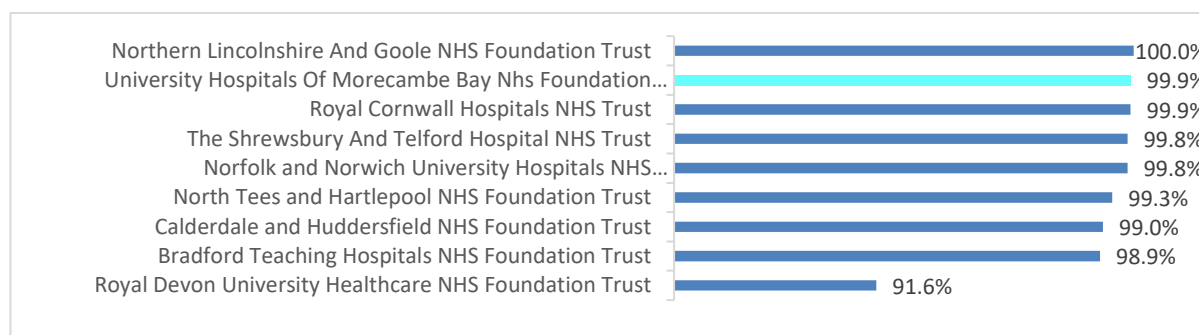 Northern Lincolnshire And Goole NHS Foundation Trust 100.0%
University Hospitals Of Morecambe Bay Nhs Foundation... 99.9%
Royal Cornwall Hospitals NHS Trust 99.9%
The Shrewsbury And Telford Hospital NHS Trust 99.8%
Norfolk and Norwich University Hospitals NHS... 99.8%
North Tees and Hartlepool NHS Foundation Trust 99.3%
Calderdale and Huddersfield NHS Foundation Trust 99.0%
Bradford Teaching Hospitals NHS Foundation Trust 98.9%
Royal Devon University Healthcare NHS Foundation Trust 91.6%